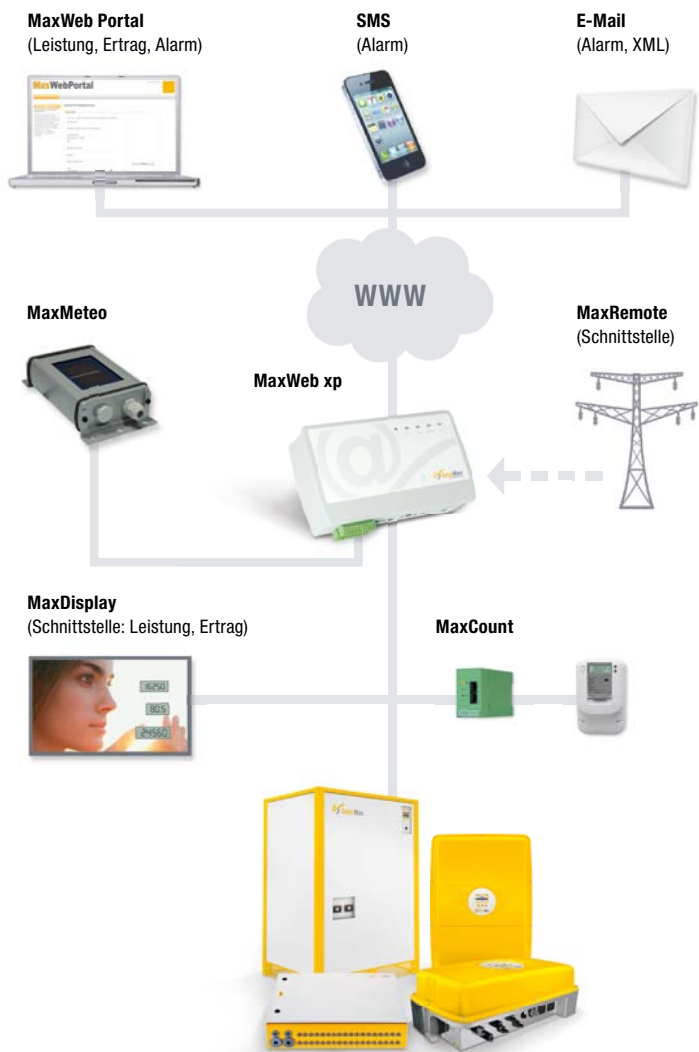 MaxWeb Portal
(Leistung, Ertrag, Alarm)
SMS
(Alarm)
E-Mail
(Alarm, XML)
MaxWebPortal
WWW
MaxMeteo
MaxRemote
(Schnittstelle)
MaxWeb xp
@
MaxDisplay
(Schnittstelle: Leistung, Ertrag)
MaxCount
16250
80.5
24560